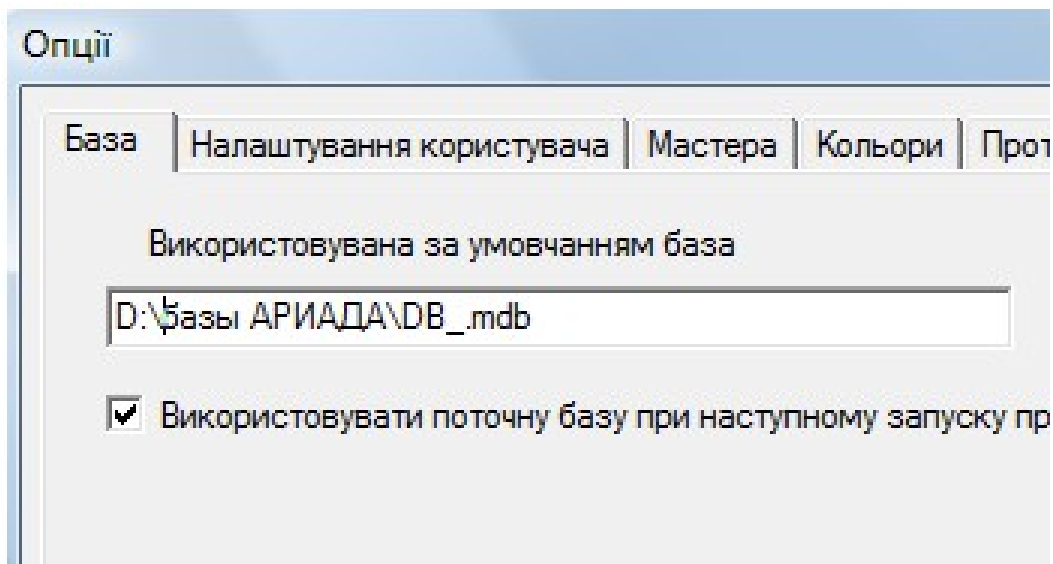 Опції
База Налаштування користувача Мастера Кольори Прот
Використовувана за умовчанням база
D:\базы АРИАДА\DB_.mdb
Використовувати поточну базу при наступному запуску пр